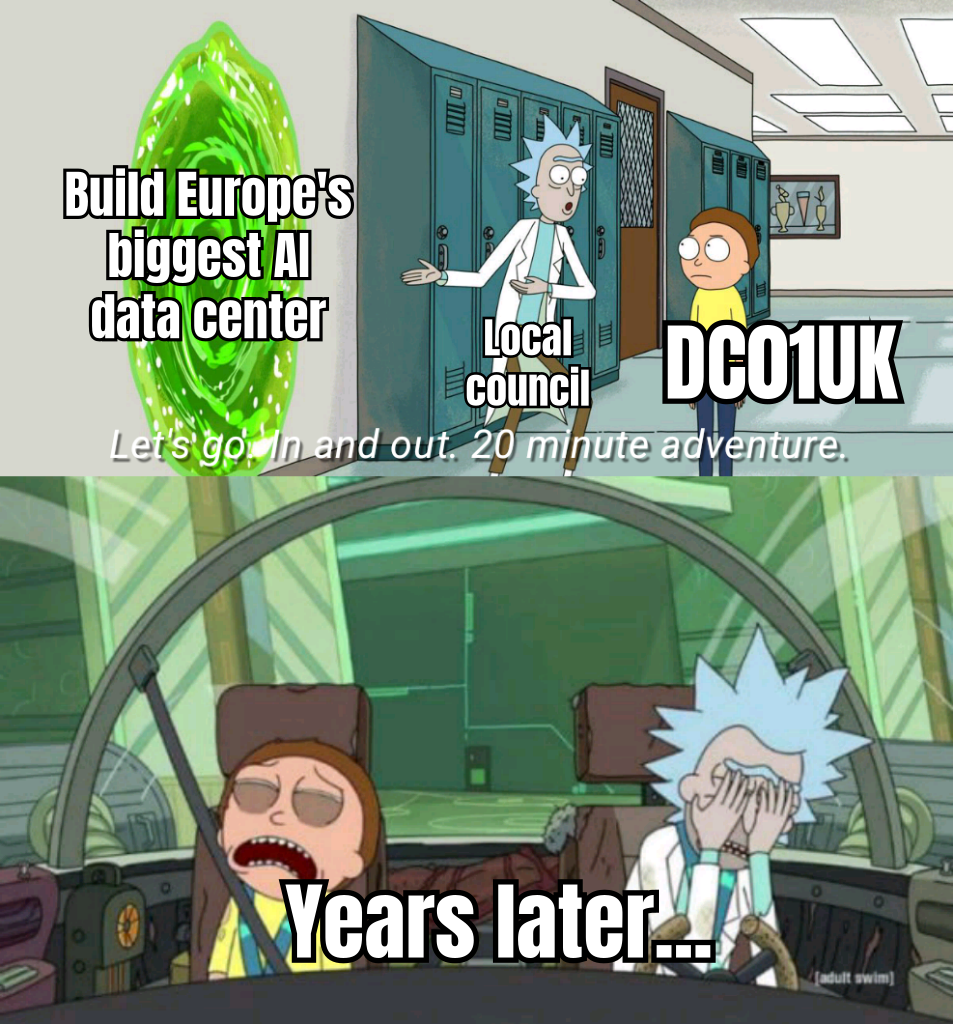 Build Europe's
biggest AI
data center
Local
council
DCO1UK
Let's go. In and out. 20 minute adventure.
Years later...
[adult swim]